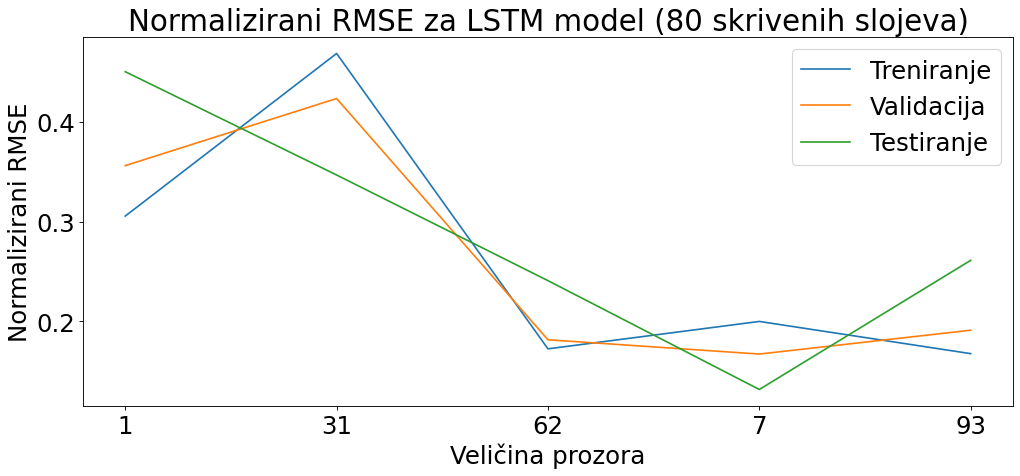 Normalizirani RMSE za LSTM model (80 skrivenih slojeva)
Treniranje
Validacija
Testiranje
Normalizirani RMSE
0.4
0.3
0.2
1 31 62 7 93
Veličina prozora